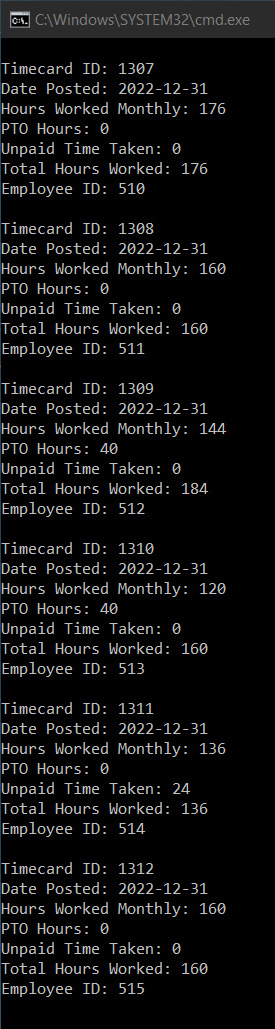 C:\Windows\SYSTEM32\cmd.exe
Timecard ID: 1307
Date Posted: 2022-12-31
Hours Worked Monthly: 176
PTO Hours: 0
Unpaid Time Taken: 0
Total Hours Worked: 176
Employee ID: 510
Timecard ID: 1308
Date Posted: 2022-12-31
Hours Worked Monthly: 160
PTO Hours: 0
Unpaid Time Taken: 0
Total Hours Worked: 160
Employee ID: 511
Timecard ID: 1309
Date Posted: 2022-12-31
Hours Worked Monthly: 144
PTO Hours: 40
Unpaid Time Taken: 0
Total Hours Worked: 184
Employee ID: 512
Timecard ID: 1310
Date Posted: 2022-12-31
Hours Worked Monthly: 120
PTO Hours: 40
Unpaid Time Taken: 0
Total Hours Worked: 160
Employee ID: 513
Timecard ID: 1311
Date Posted: 2022-12-31
Hours Worked Monthly: 136
PTO Hours: 0
Unpaid Time Taken: 24
Total Hours Worked: 136
Employee ID: 514
Timecard ID: 1312
Date Posted: 2022-12-31
Hours Worked Monthly: 160
PTO Hours: 0
Unpaid Time Taken: 0
Total Hours Worked: 160
Employee ID: 515